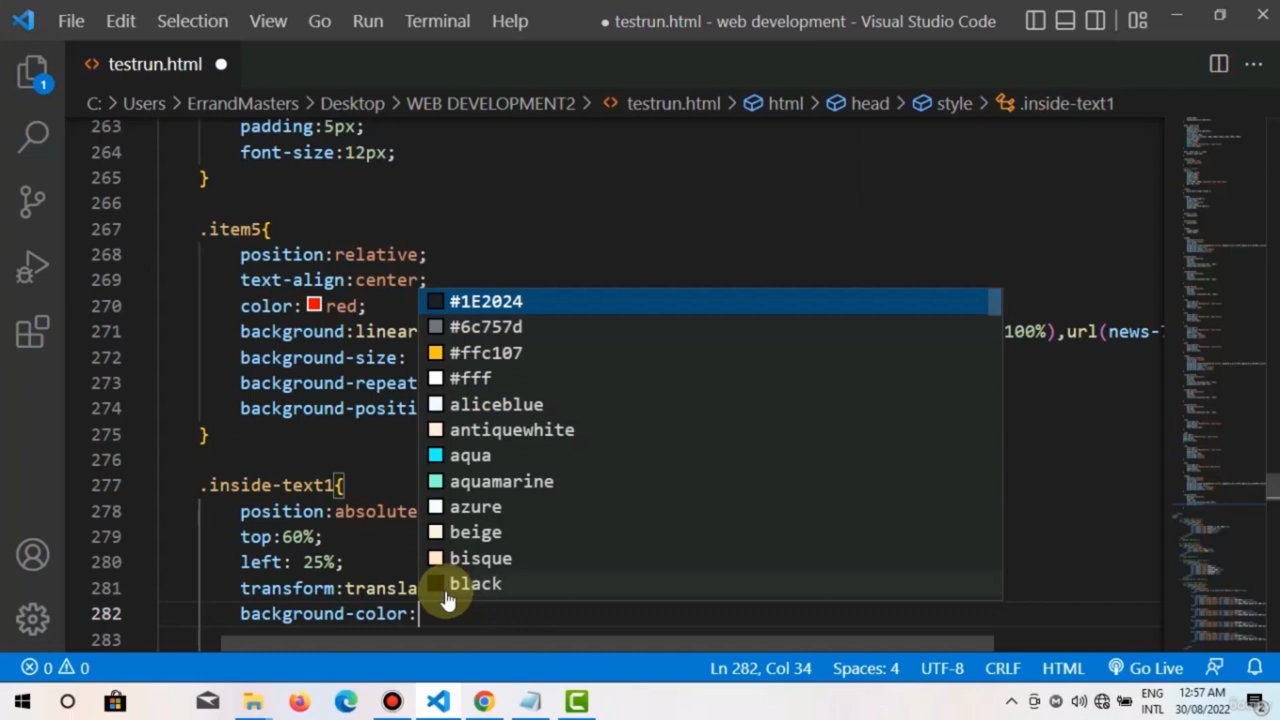 File Edit Selection View Go Run Terminal Help ● testrun.html - web development - Visual Studio Code
testrun.html
C: > Users > ErrandMasters > Desktop > WEB DEVELOPMENT2 > testrun.html > html > head > style > .inside-text1
263 padding:5px;
264 font-size:12px;
265 }
266
267 .item5{
268 position:relative;
269 text-align:center;
270 color: red;
271 background:linear 100%),url(news-
272 background-size:
273 background-repeat
274 background-positi
275 }
276
277 .inside-text1{
278 position:absolute
279 top:60%;
280 left: 25%;
281 transform:transla
282 background-color:
283
#1E2024
#6c757d
#ffc107
#fff
aliceblue
antiquewhite
aqua
aquamarine
azure
beige
bisque
black
1
0 0 Ln 282, Col 34 Spaces: 4 UTF-8 CRLF HTML Go Live
ENG 12:57 AM
INTL 30/08/2022 2